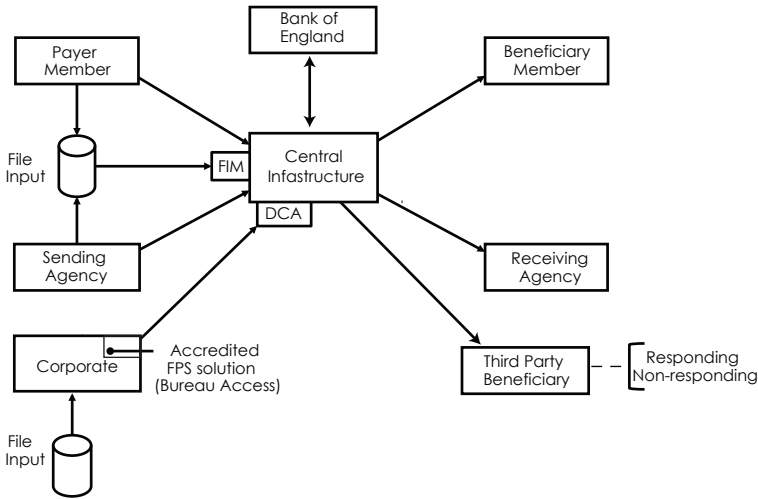 Bank of
England
Payer
Member
Beneficiary
Member
File
Input
FIM
Central
Infastructure
DCA
Sending
Agency
Receiving
Agency
Corporate
Accredited
FPS solution
(Bureau Access)
Third Party
Beneficiary
Responding
Non-responding
File
Input